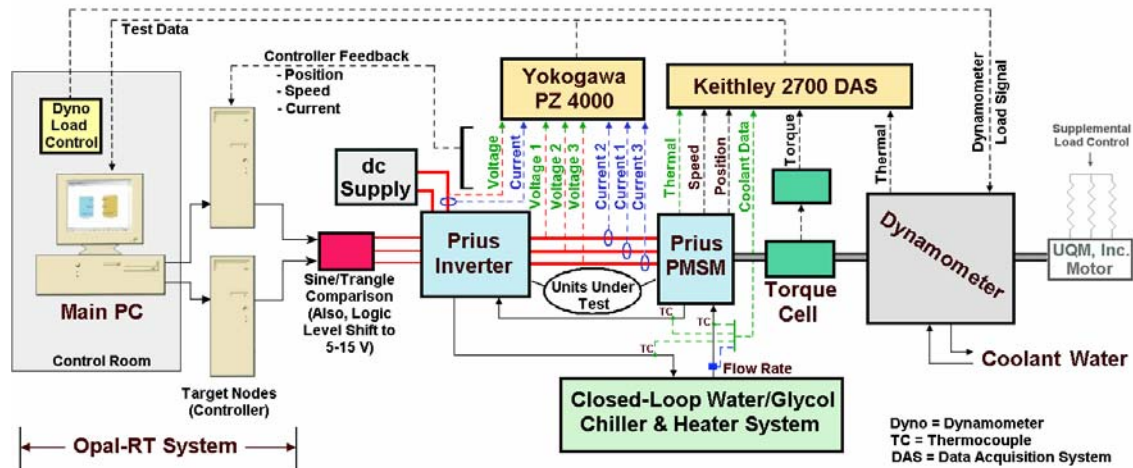 Test Data
Controller Feedback
- Position
- Speed
- Current
Dyno
Load
Control
Yokogawa
PZ 4000
Keithley 2700 DAS
Dynamometer
Load Signal
Supplemental
Load Control
dc
Supply
Voltage
Current
Voltage 1
Voltage 2
Voltage 3
Current 2
Current 1
Current 3
Thermal
Speed
Position
Coolant Data
Torque
Thermal
Main PC
Control Room
Target Nodes
(Controller)
Sine/Trangle
Comparison
(Also, Logic
Level Shift to
5-15 V)
Prius
Inverter
Units Under
Test
Prius
PMSM
Torque
Cell
Dynamometer
UQM, Inc.
Motor
TC
TC
TC
Flow Rate
Coolant Water
Closed-Loop Water/Glycol
Chiller & Heater System
Opal-RT System
Dyno = Dynamometer
TC = Thermocouple
DAS = Data Acquisition System